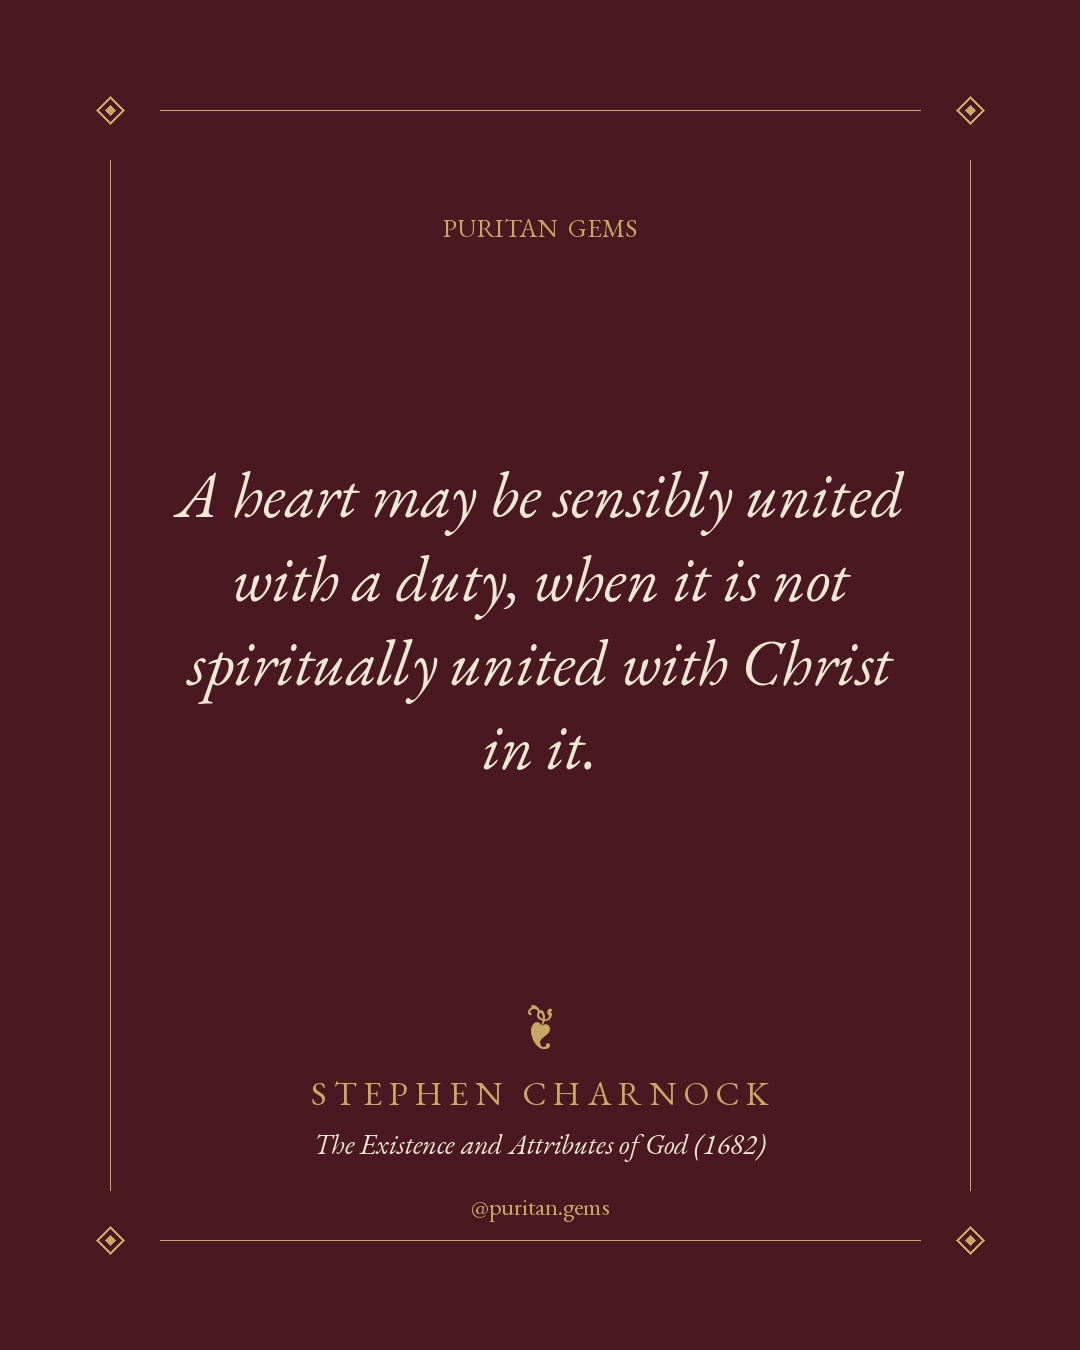 PURITAN GEMS
A heart may be sensibly united
with a duty, when it is not
spiritually united with Christ
in it.
STEPHEN CHARNOCK
The Existence and Attributes of God (1682)
@puritan.gems